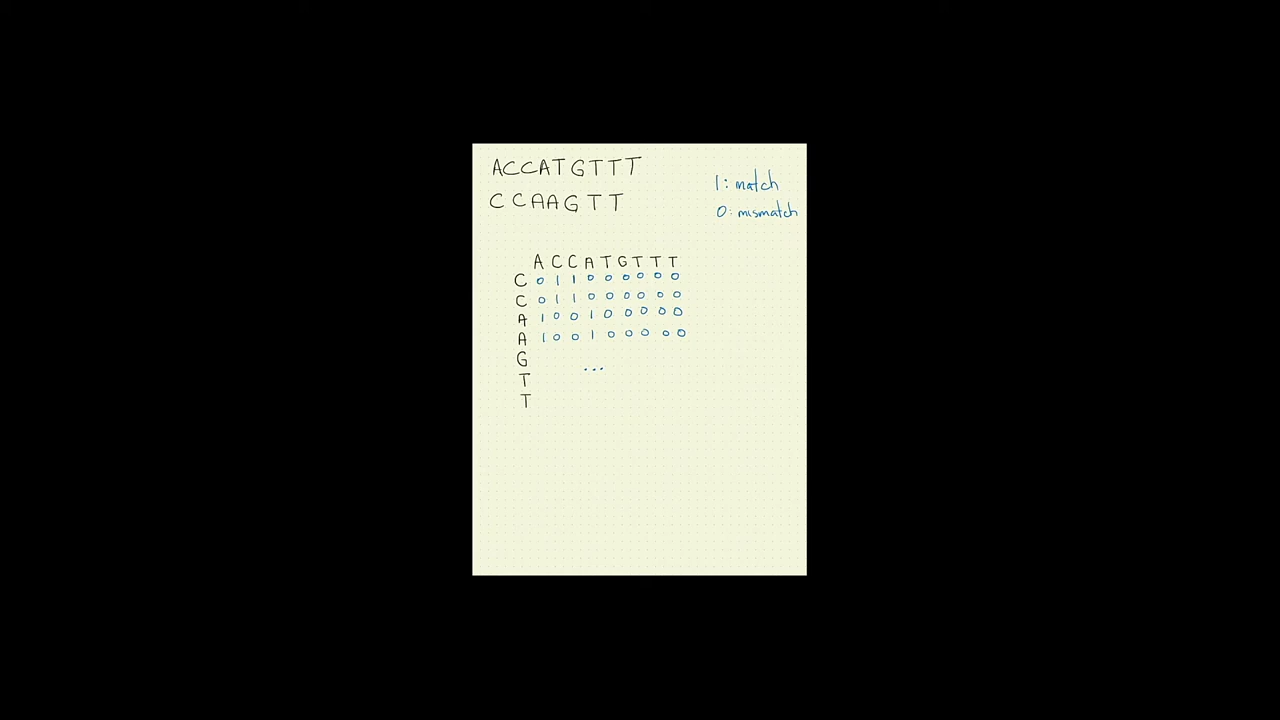 ACCATGTTT
CCAAGTT
1: match
0: mismatch
A C C A T G T T T
C 0 1 1 0 0 0 0 0 0
C 0 1 1 0 0 0 0 0 0
A 1 0 0 1 0 0 0 0 0
A 1 0 0 1 0 0 0 0 0
G ...
T
T